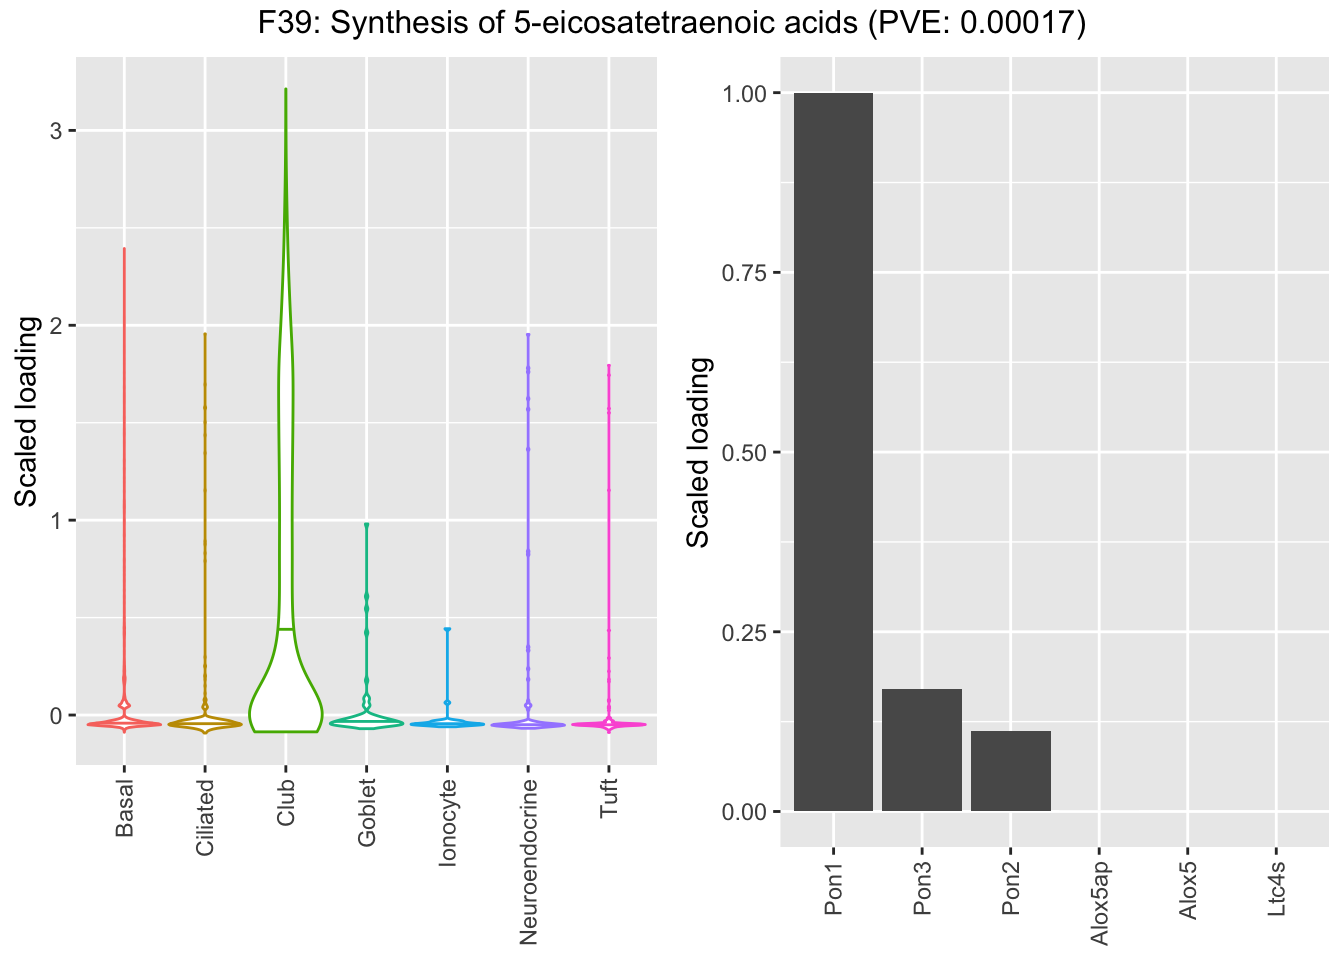 F39: Synthesis of 5-eicosatetraenoic acids (PVE: 0.00017)
Scaled loading
3
2
1
0
Basal
Ciliated
Club
Goblet
Ionocyte
Neuroendocrine
Tuft
Scaled loading
1.00
0.75
0.50
0.25
0.00
Pon1
Pon3
Pon2
Alox5ap
Alox5
Ltc4s